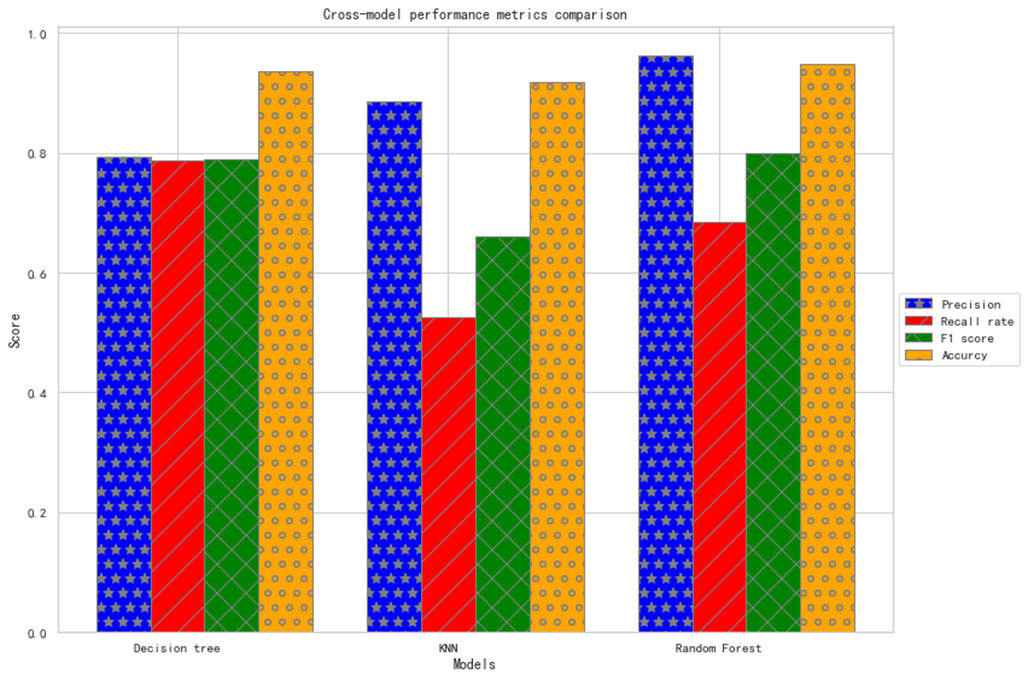 Cross-model performance metrics comparison
1.0
0.8
0.6
0.4
0.2
0.0
Score
Decision tree
KNN
Random Forest
Models
Precision
Recall rate
F1 score
Accurcy